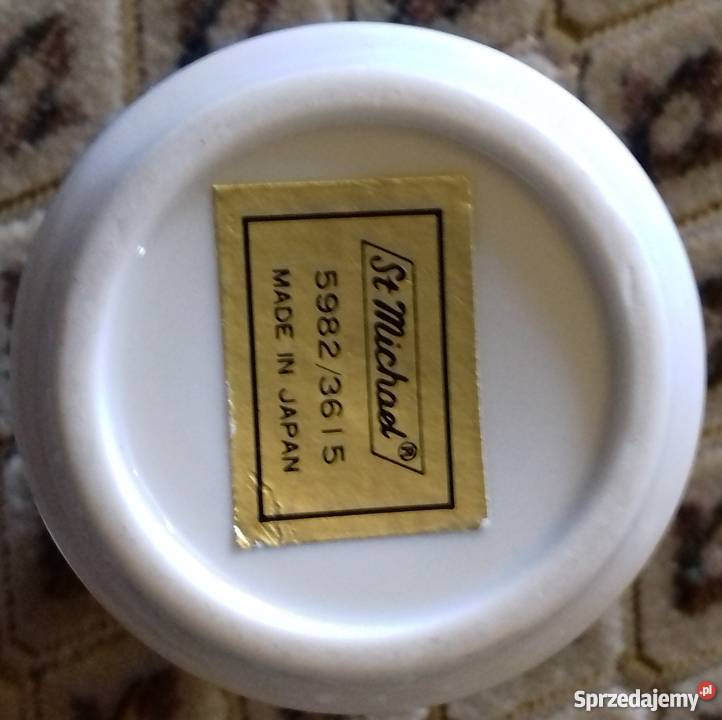 St Michael®
5982/3615
MADE IN JAPAN
Sprzedajemy.pl